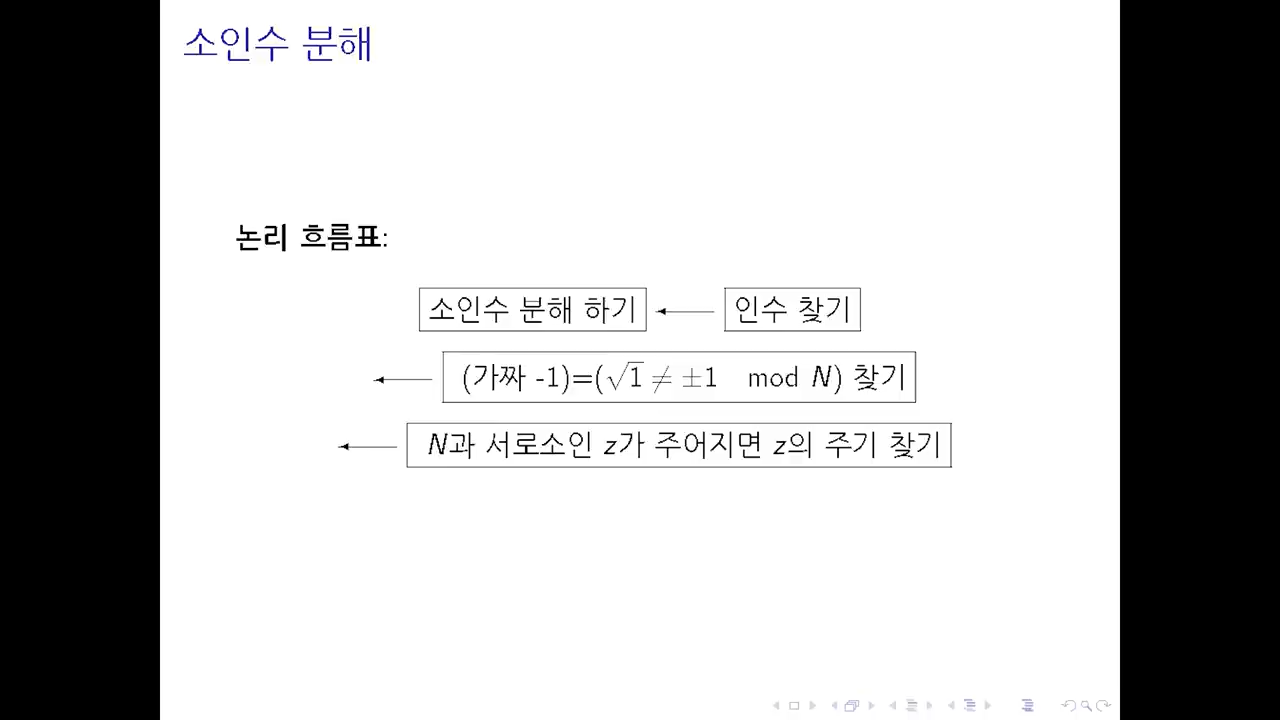 소인수 분해
논리 흐름표:
소인수 분해 하기 ← 인수 찾기
← (가짜 -1)=(√1 ≠ ±1 mod N) 찾기
← N과 서로소인 z가 주어지면 z의 주기 찾기